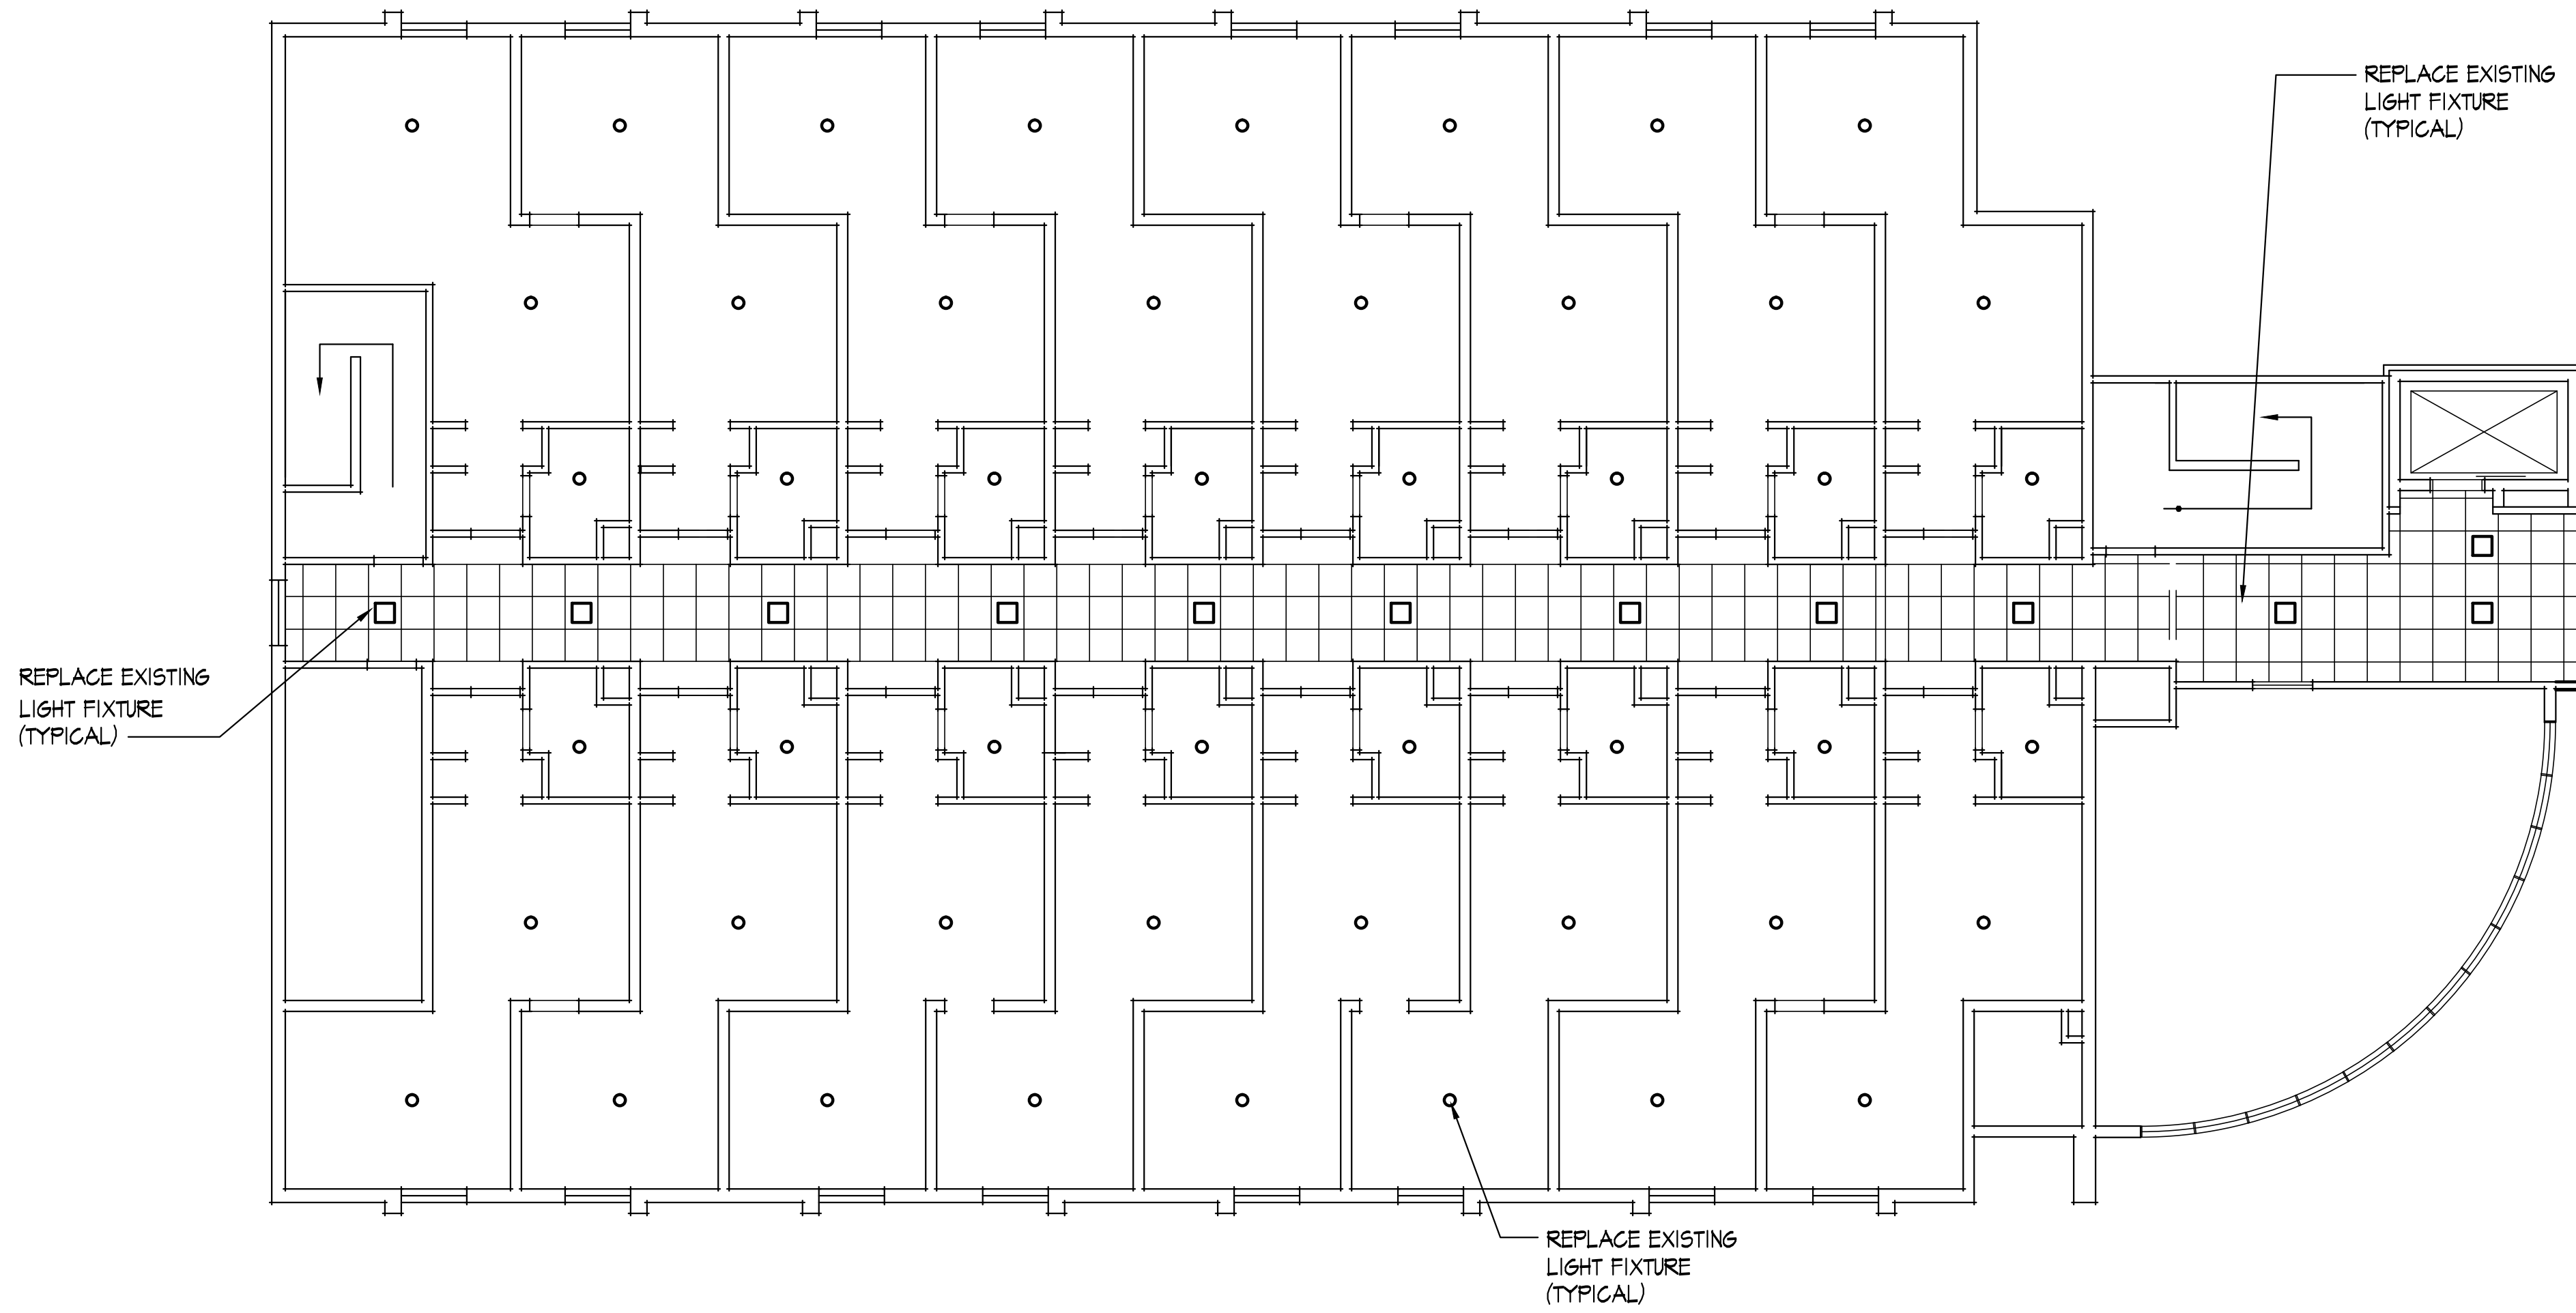 REPLACE EXISTING
LIGHT FIXTURE
(TYPICAL)
REPLACE EXISTING
LIGHT FIXTURE
(TYPICAL)
REPLACE EXISTING
LIGHT FIXTURE
(TYPICAL)